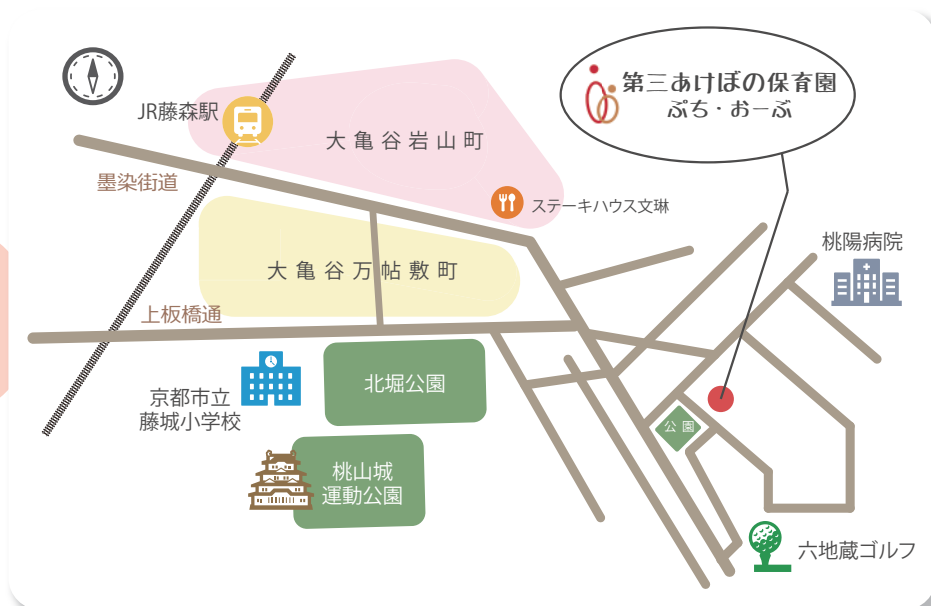 第三あけぼの保育園
ぷち・おーぶ
JR藤森駅
大亀谷岩山町
墨染街道
ステーキハウス文琳
桃陽病院
大亀谷万帖敷町
上板橋通
京都市立
藤城小学校
北堀公園
公園
桃山城
運動公園
六地蔵ゴルフ